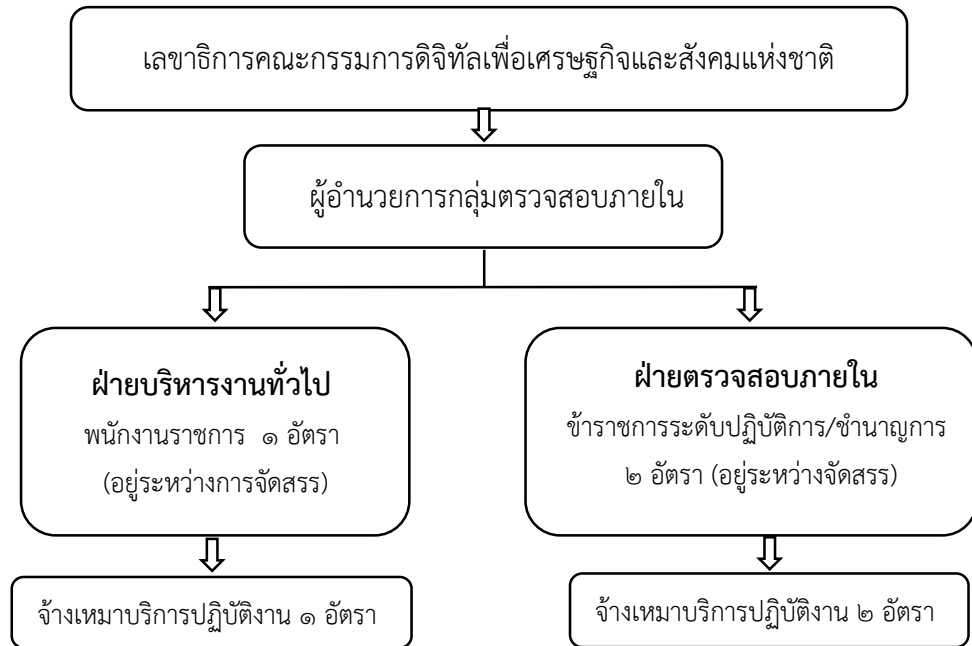 เลขาธิการคณะกรรมการดิจิทัลเพื่อเศรษฐกิจและสังคมแห่งชาติ
ผู้อำนวยการกลุ่มตรวจสอบภายใน
ฝ่ายบริหารงานทั่วไป
พนักงานราชการ ๑ อัตรา
(อยู่ระหว่างการจัดสรร)
ฝ่ายตรวจสอบภายใน
ข้าราชการระดับปฏิบัติการ/ชำนาญการ
๒ อัตรา (อยู่ระหว่างจัดสรร)
จ้างเหมาบริการปฏิบัติงาน ๑ อัตรา
จ้างเหมาบริการปฏิบัติงาน ๒ อัตรา